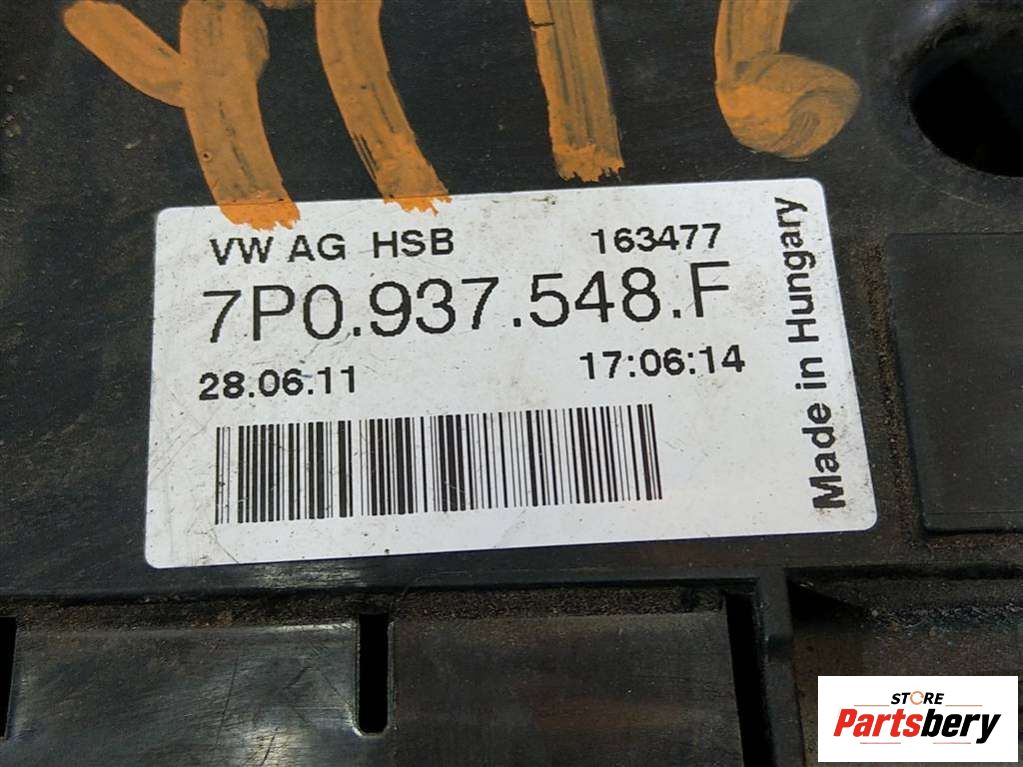 VW AG HSB 163477
7P0.937.548.F
28.06.11 17:06:14
Made in Hungary
STORE
Partsbery